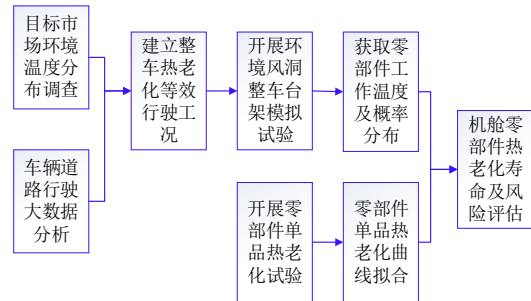 目标市
场环境
温度分
布调查
建立整
车热老
化等效
行驶工
况
开展环
境风洞
整车台
架模拟
试验
获取零
部件工
作温度
及概率
分布
机舱零
部件热
老化寿
命及风
险评估
车辆道
路行驶
大数据
分析
开展零
部件单
品热老
化试验
零部件
单品热
老化曲
线拟合